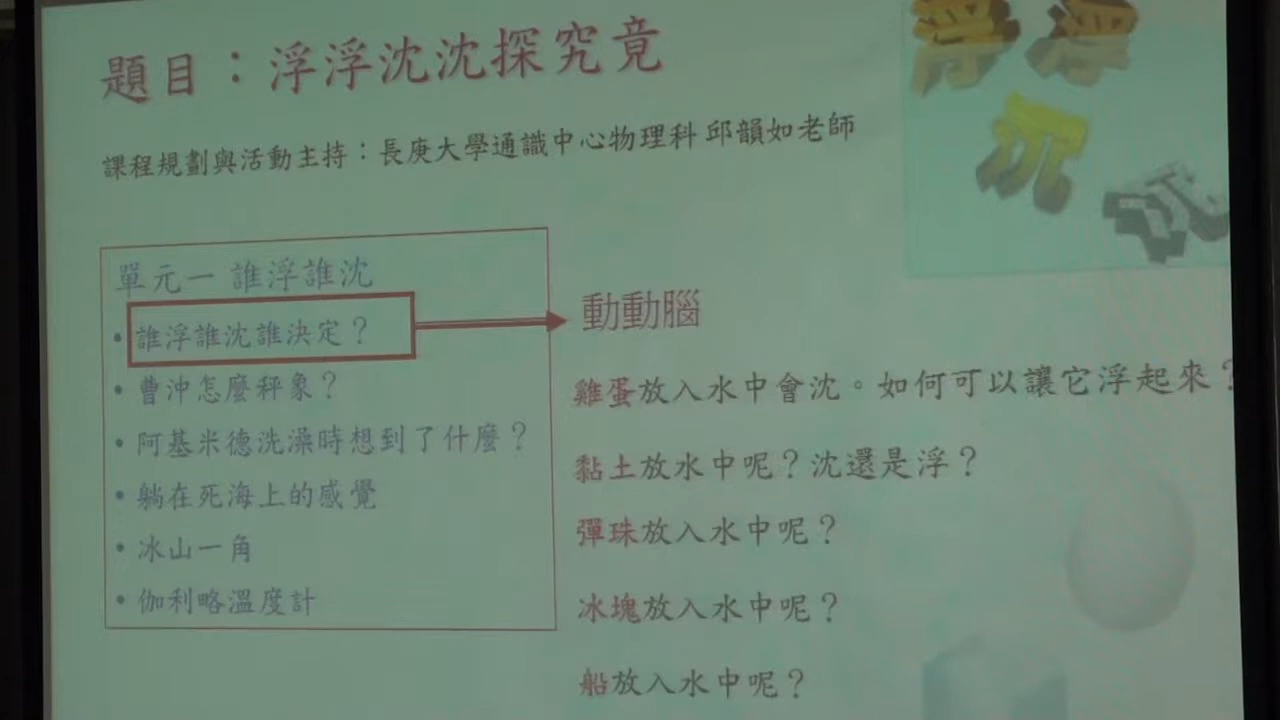 題目：浮浮沈沈探究竟
課程規劃與活動主持：長庚大學通識中心物理科 邱韻如老師
浮浮
沉
沉
單元一 誰浮誰沈
• 誰浮誰沈誰決定？
• 曹沖怎麼秤象？
• 阿基米德洗澡時想到了什麼？
• 躺在死海上的感覺
• 冰山一角
• 伽利略溫度計
動動腦
雞蛋放入水中會沈。如何可以讓它浮起來？
黏土放水中呢？沈還是浮？
彈珠放入水中呢？
冰塊放入水中呢？
船放入水中呢？